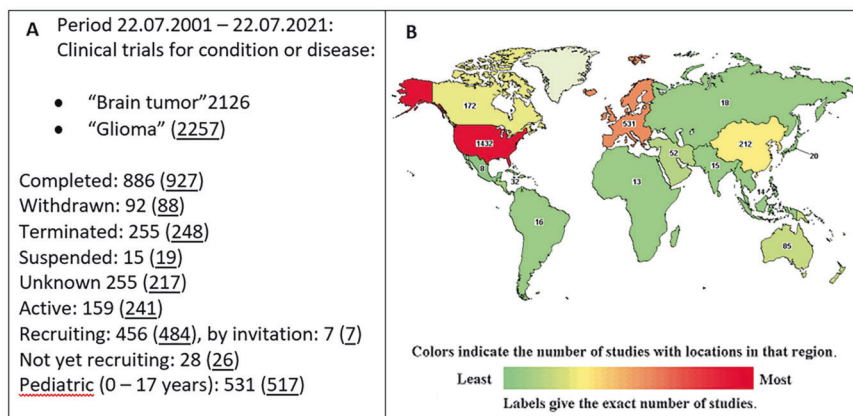 A Period 22.07.2001 – 22.07.2021:
Clinical trials for condition or disease:
• “Brain tumor”2126
• “Glioma” (2257)
Completed: 886 (927)
Withdrawn: 92 (88)
Terminated: 255 (248)
Suspended: 15 (19)
Unknown 255 (217)
Active: 159 (241)
Recruiting: 456 (484), by invitation: 7 (7)
Not yet recruiting: 28 (26)
Pediatric (0 – 17 years): 531 (517)
B
172
18
531
1432
212
52
20
8
15
32
13
14
16
85
Colors indicate the number of studies with locations in that region.
Least Most
Labels give the exact number of studies.